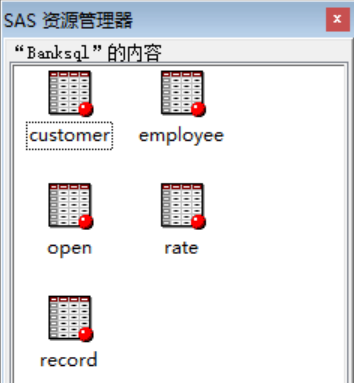 SAS 资源管理器
“Banksql”的内容
customer
employee
open
rate
record